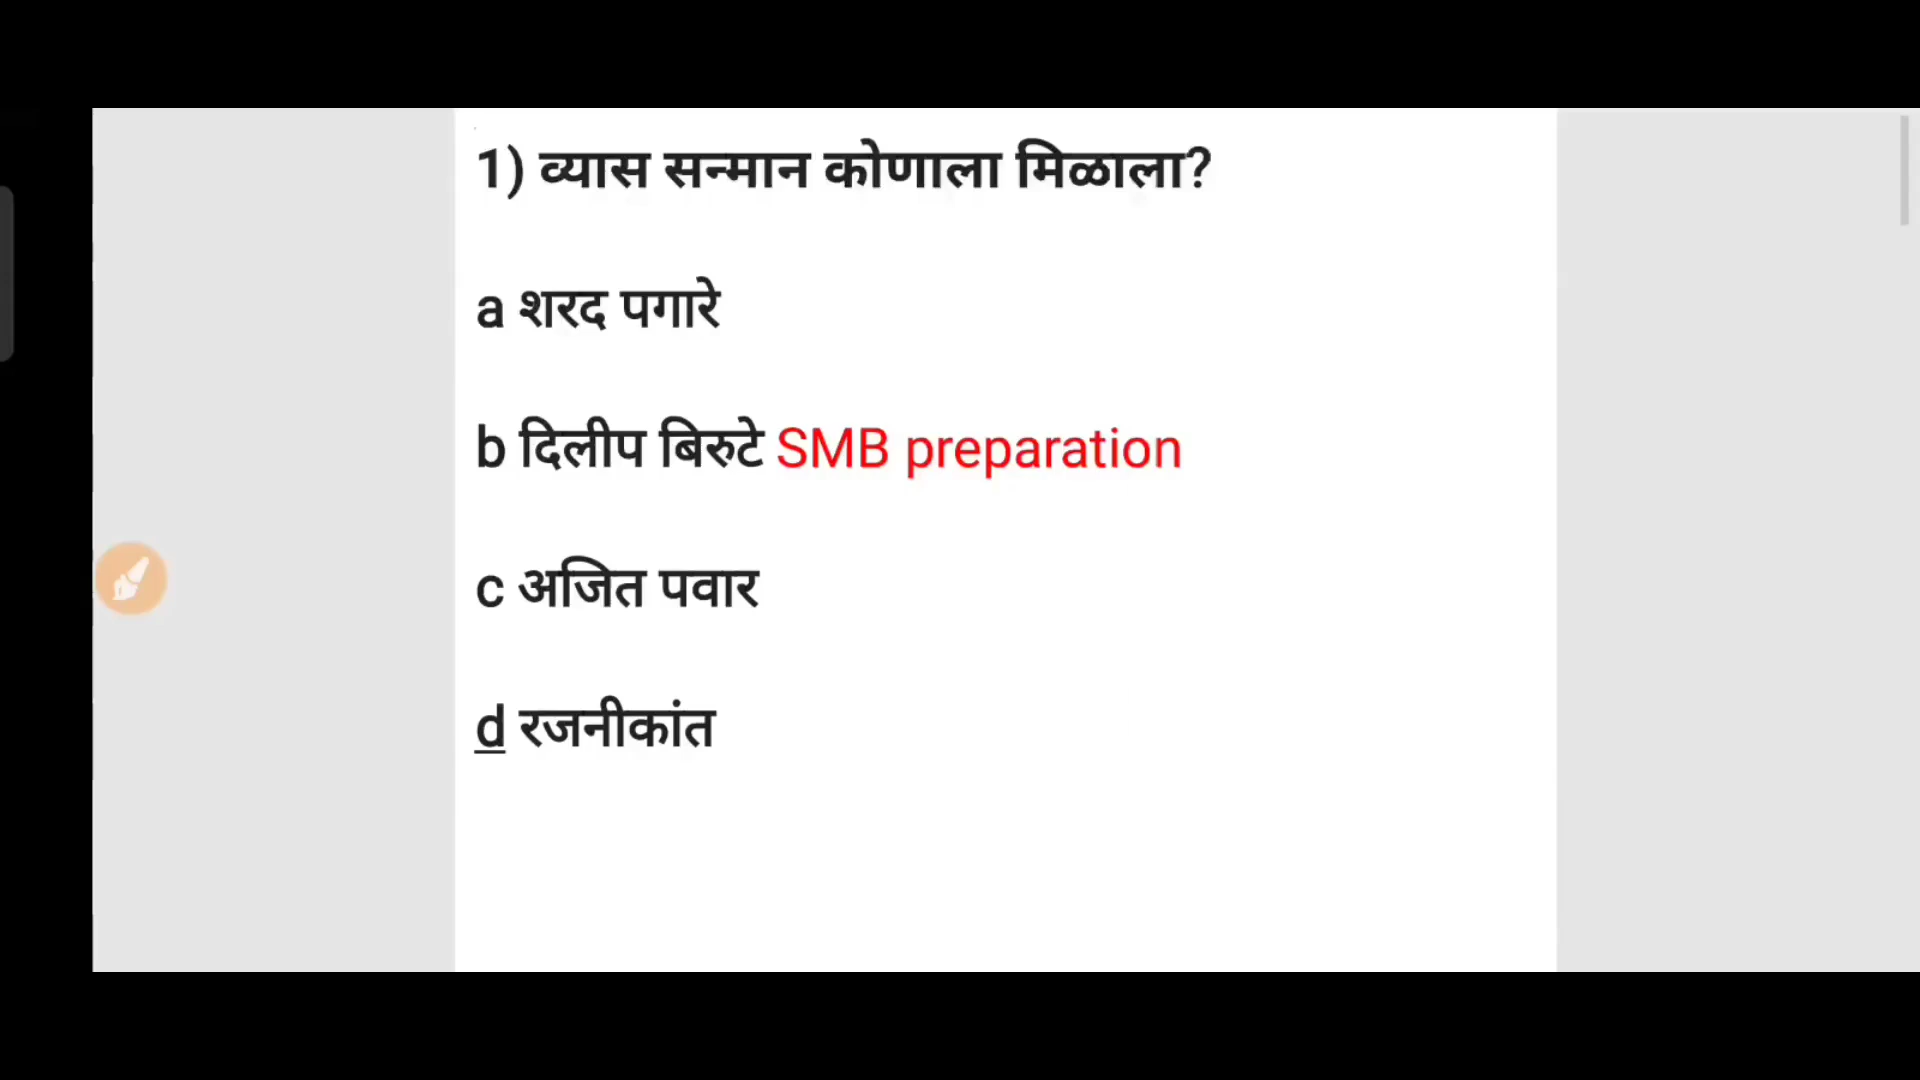 1) व्यास सन्मान कोणाला मिळाला?
a शरद पगारे
b दिलीप बिरुटे SMB preparation
c अजित पवार
d रजनीकांत